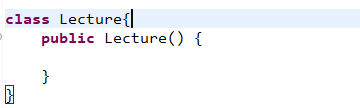 class Lecture{
    public Lecture() {
    }
}